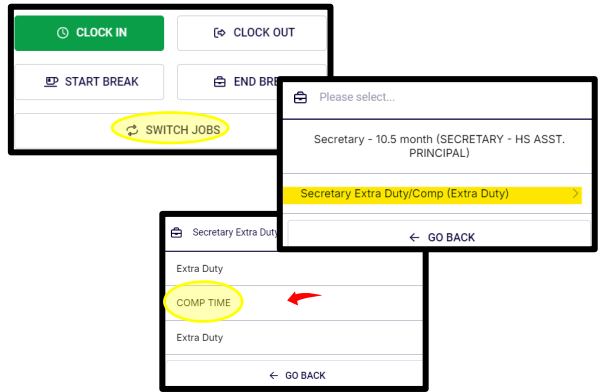 CLOCK IN
CLOCK OUT
START BREAK
END BRE
SWITCH JOBS
Please select...
Secretary - 10.5 month (SECRETARY - HS ASST.
PRINCIPAL)
Secretary Extra Duty/Comp (Extra Duty)
← GO BACK
Secretary Extra Duty
Extra Duty
COMP TIME
Extra Duty
← GO BACK